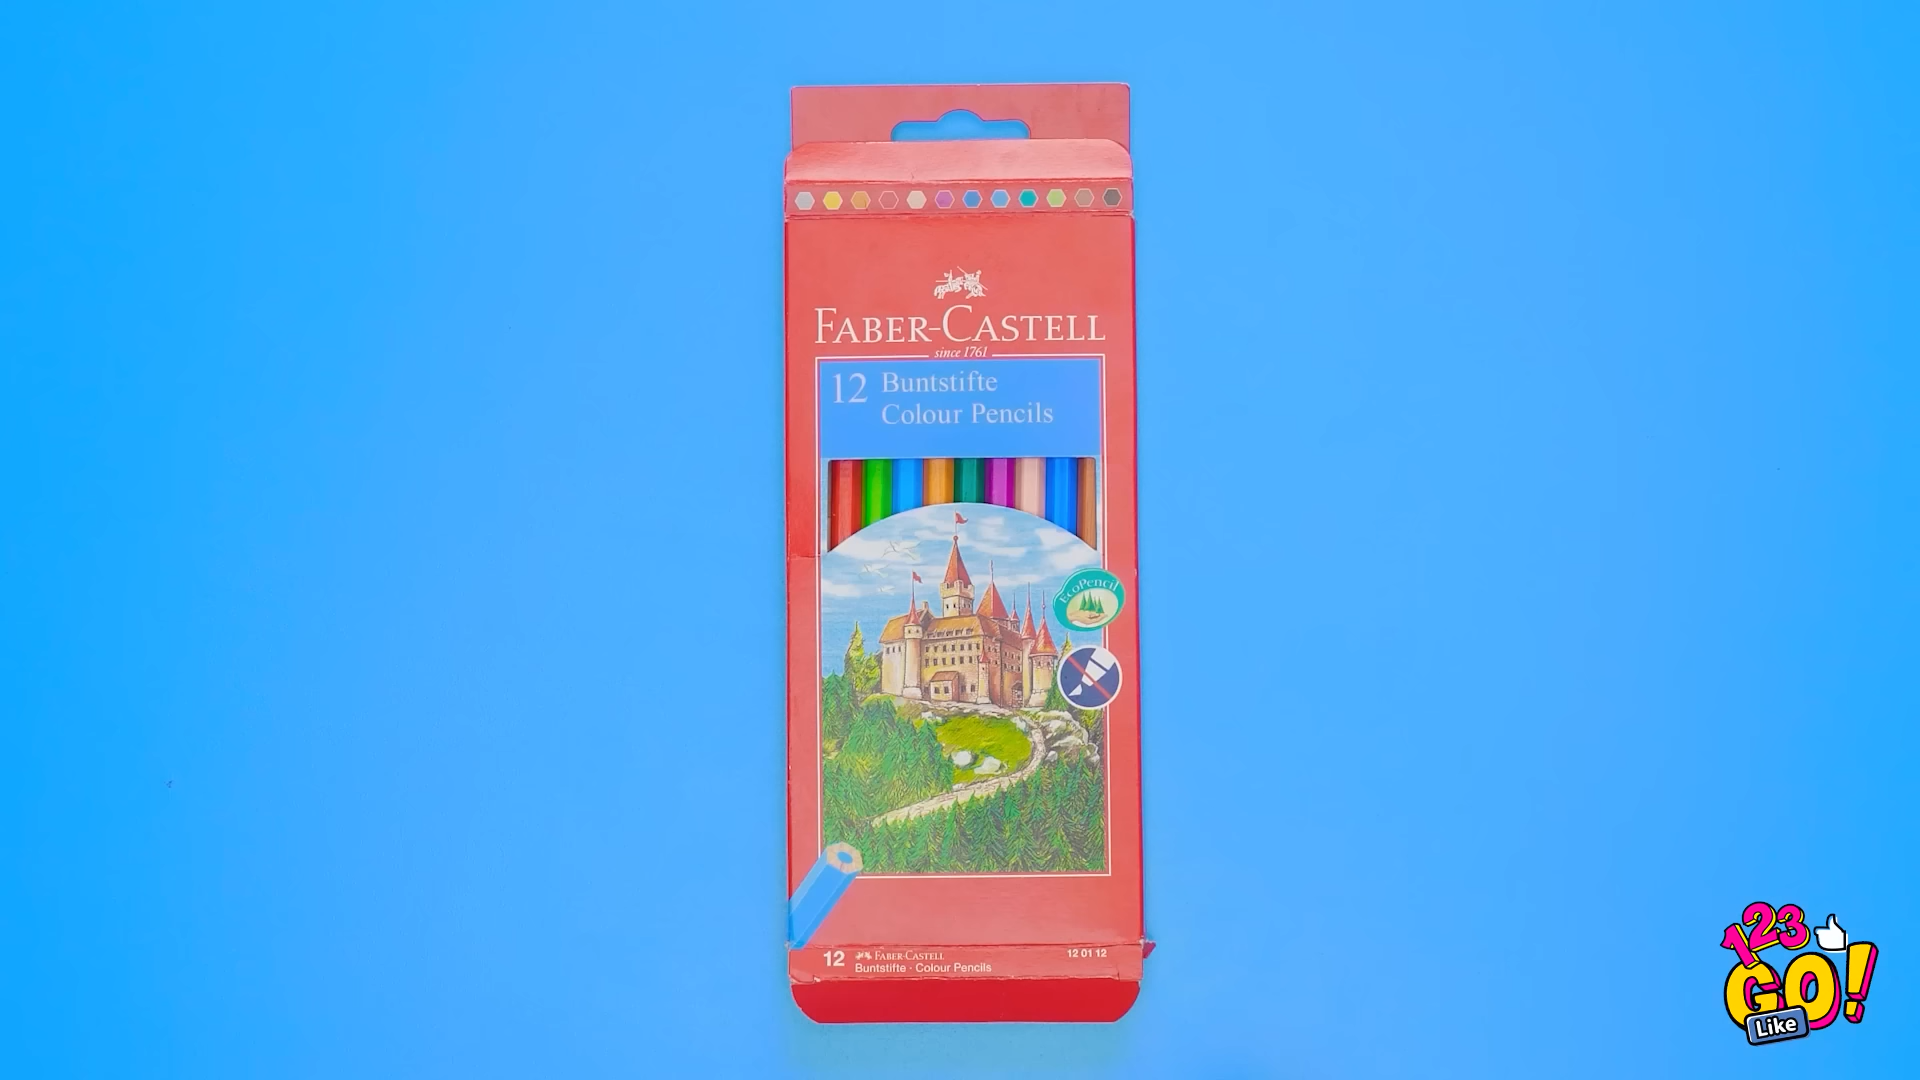 FABER-CASTELL
since 1761
12 Buntstifte
Colour Pencils
EcoPencil
12 FABER-CASTELL 12 01 12
Buntstifte · Colour Pencils
123
GO!
Like